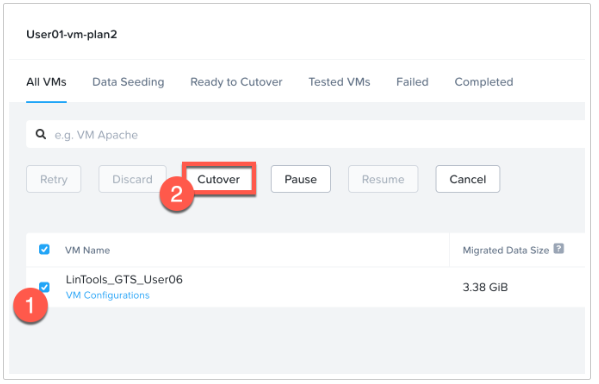 User01-vm-plan2
All VMs Data Seeding Ready to Cutover Tested VMs Failed Completed
e.g. VM Apache
Retry Discard Cutover Pause Resume Cancel
2
VM Name Migrated Data Size ?
LinTools_GTS_User06 3.38 GiB
VM Configurations
1